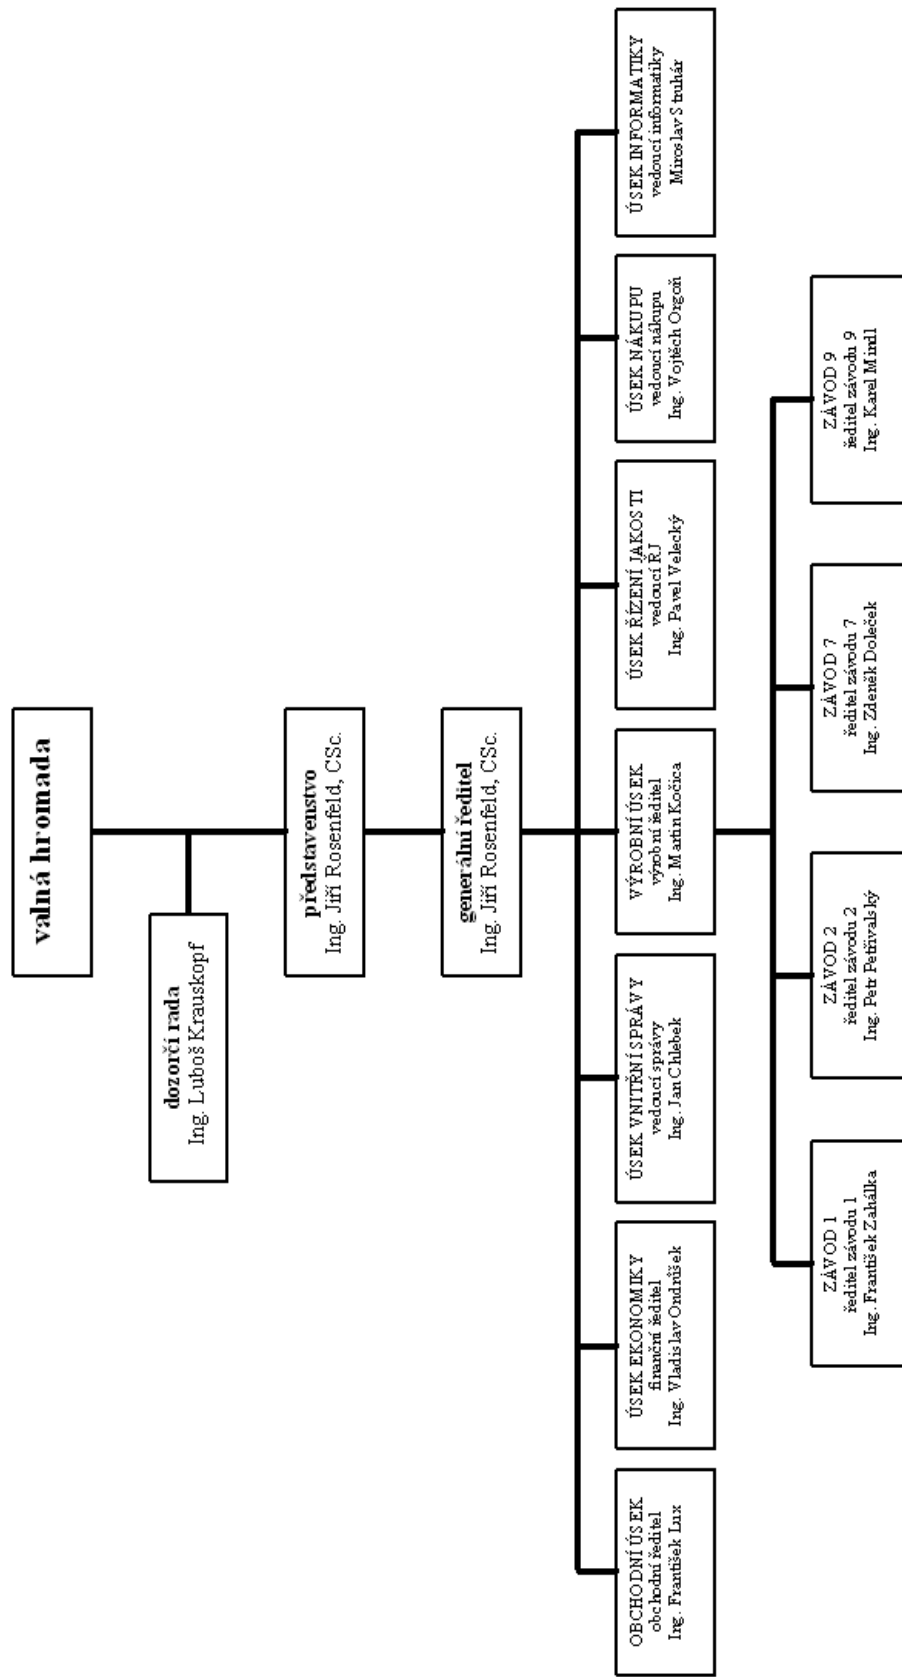 valná hromada
dozorčí rada
Ing. Luboš Krauskopf
představenstvo
Ing. Jiří Rosenfeld, CSc.
generální ředitel
Ing. Jiří Rosenfeld, CSc.
OBCHODNÍ ÚSEK
obchodní ředitel
Ing. František Lux
ÚSEK EKONOMIKY
finanční ředitel
Ing. Vladislav Ondrůšek
ÚSEK VNITŘNÍ SPRÁVY
vedoucí správy
Ing. Jan Chlebek
VÝROBNÍ ÚSEK
výrobní ředitel
Ing. Martin Kočica
ÚSEK ŘÍZENÍ JAKOSTI
vedoucí ŘJ
Ing. Pavel Velecký
ÚSEK NÁKUPU
vedoucí nákupu
Ing. Vojtěch Orgoň
ÚSEK INFORMATIKY
vedoucí informatiky
Miroslav Struhár
ZÁVOD 1
ředitel závodu 1
Ing. František Zahálka
ZÁVOD 2
ředitel závodu 2
Ing. Petr Petřivalský
ZÁVOD 7
ředitel závodu 7
Ing. Zdeněk Doleček
ZÁVOD 9
ředitel závodu 9
Ing. Karel Mindl